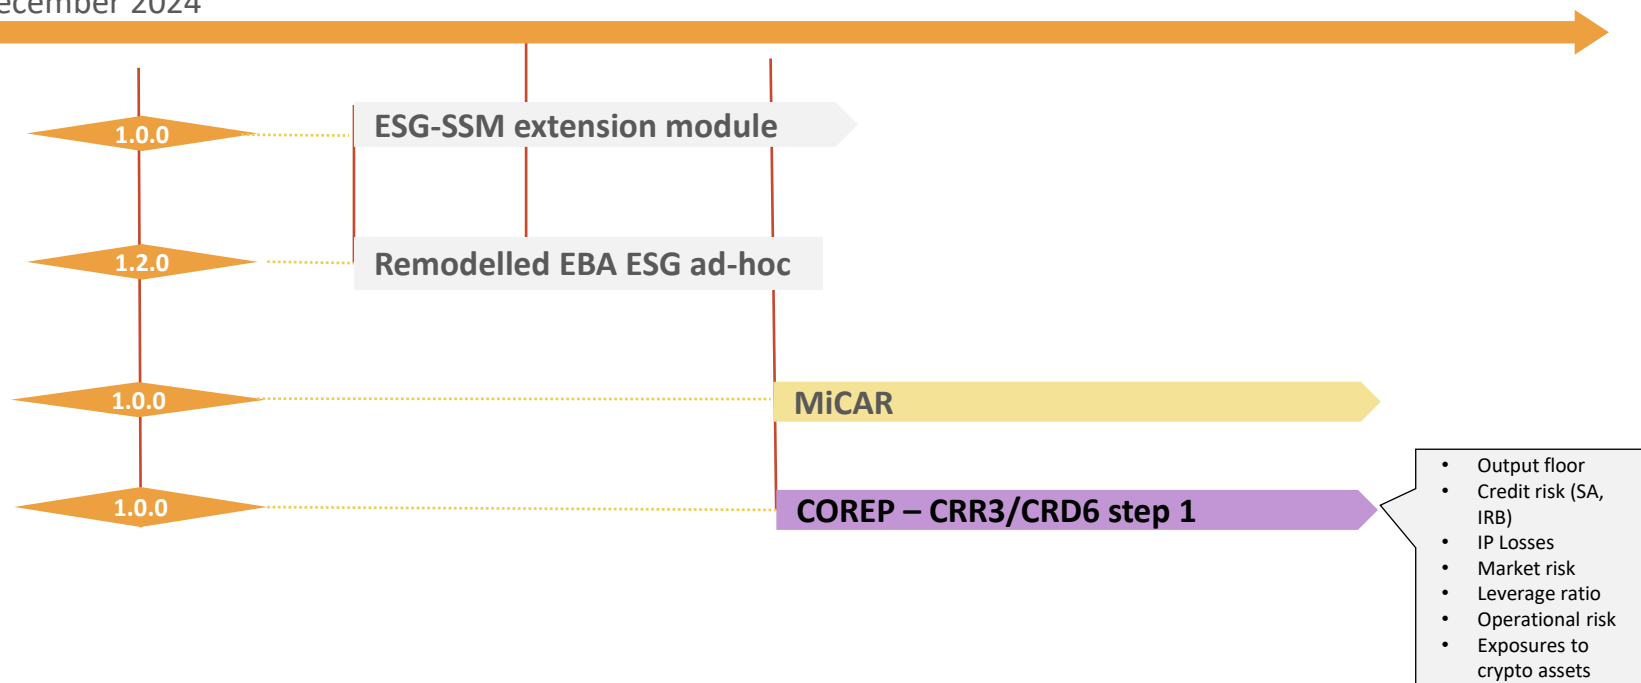 ecember 2024
1.0.0
ESG-SSM extension module
1.2.0
Remodelled EBA ESG ad-hoc
1.0.0
MiCAR
1.0.0
COREP – CRR3/CRD6 step 1
• Output floor
• Credit risk (SA,
IRB)
• IP Losses
• Market risk
• Leverage ratio
• Operational risk
• Exposures to
crypto assets